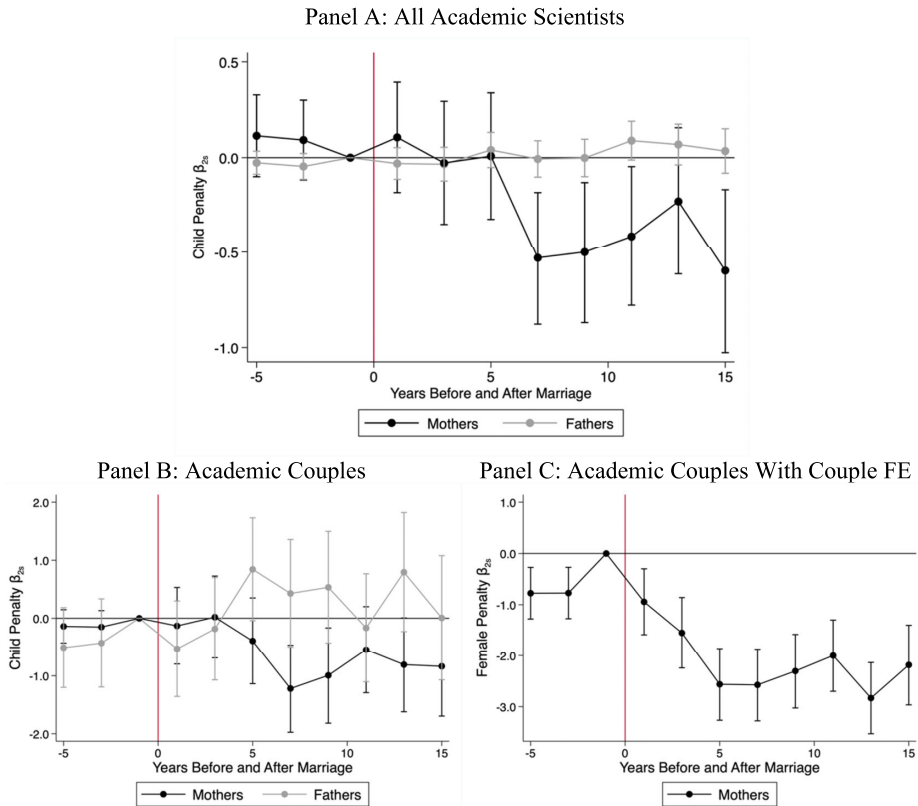 Panel A: All Academic Scientists
0.5
0.0
-0.5
-1.0
Child Penalty β₂ₛ
-5 0 5 10 15
Years Before and After Marriage
Mothers Fathers
Panel B: Academic Couples
2.0
1.0
0.0
-1.0
-2.0
Child Penalty β₂ₛ
-5 0 5 10 15
Years Before and After Marriage
Mothers Fathers
Panel C: Academic Couples With Couple FE
1.0
0.0
-1.0
-2.0
-3.0
Female Penalty β₂ₛ
-5 0 5 10 15
Years Before and After Marriage
Mothers